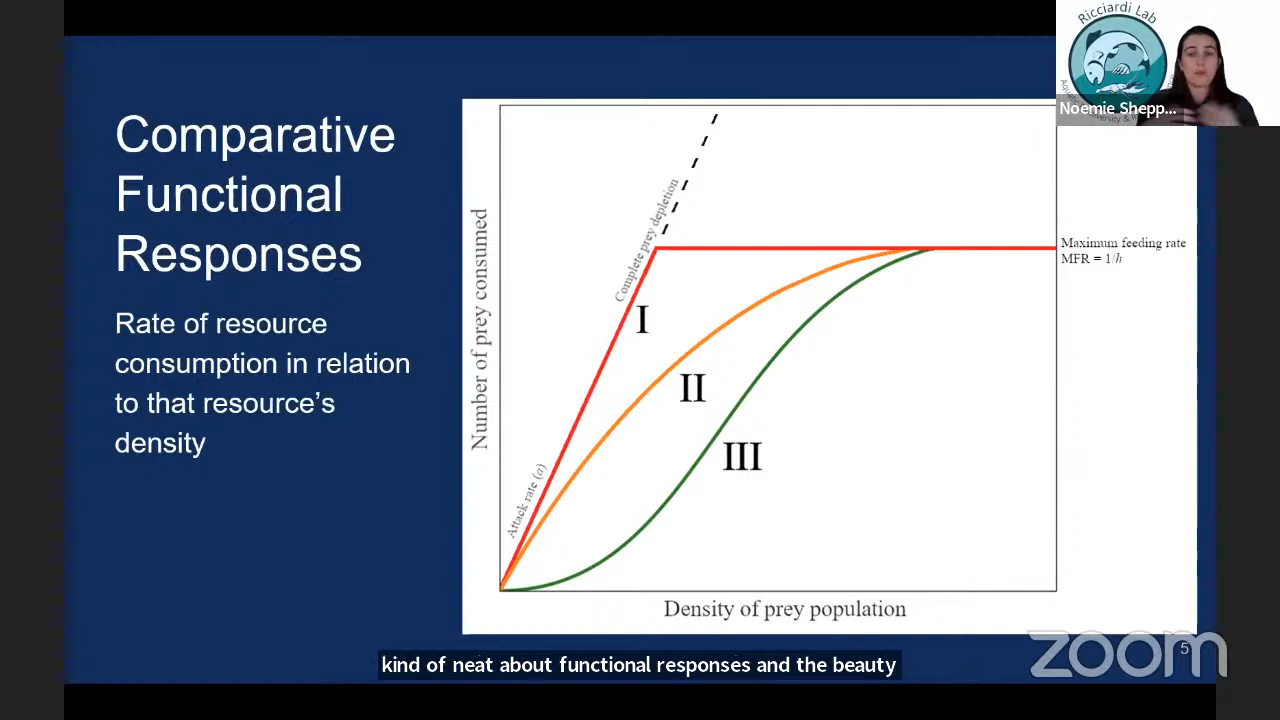 Comparative
Functional
Responses
Rate of resource
consumption in relation
to that resource's
density
Number of prey consumed
Attack rate (a)
Complete prey depletion
I
II
III
Maximum feeding rate
MFR = 1/h
Density of prey population
Ricciardi Lab
Noemie Shepp...
kind of neat about functional responses and the beauty
zoom
5